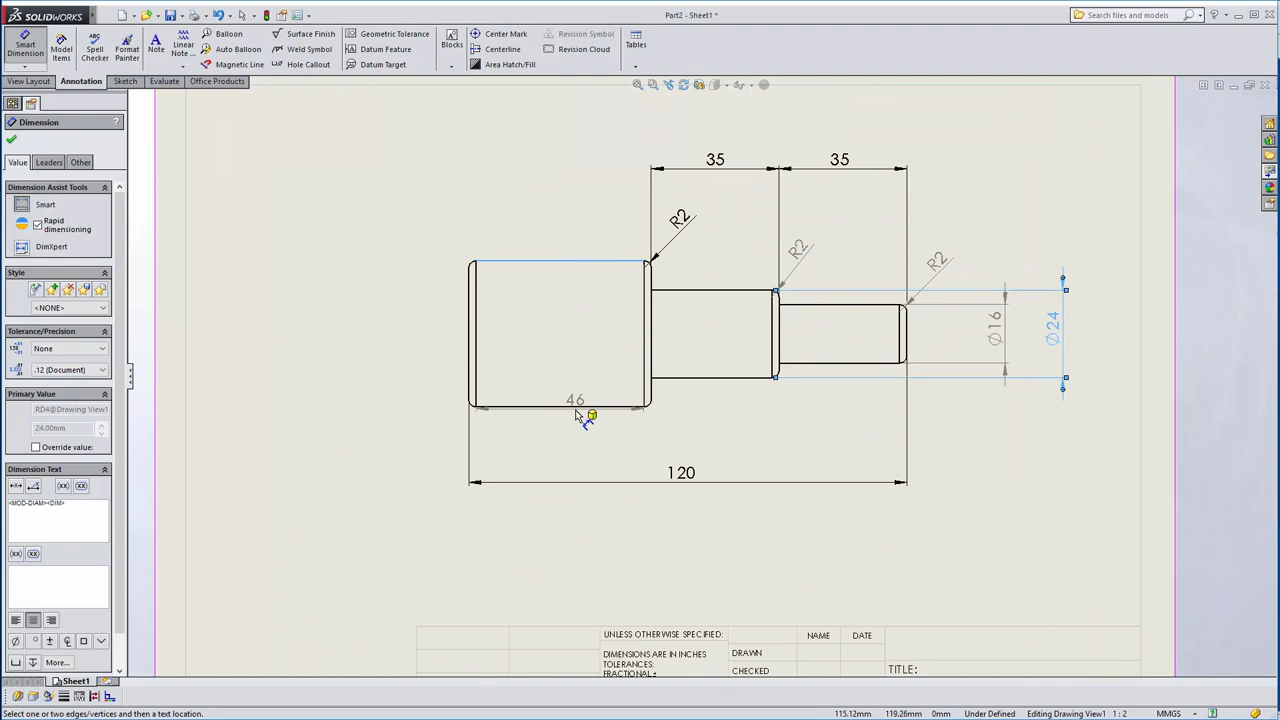 SOLIDWORKS
Part2 - Sheet1 *
Search files and models
Smart Dimension
Model Items
Spell Checker
Format Painter
Note
Linear Note ...
Balloon
Auto Balloon
Magnetic Line
Surface Finish
Weld Symbol
Hole Callout
Geometric Tolerance
Datum Feature
Datum Target
Blocks
Center Mark
Centerline
Area Hatch/Fill
Revision Symbol
Revision Cloud
Tables
View Layout
Annotation
Sketch
Evaluate
Office Products
Dimension
?
Value
Leaders
Other
Dimension Assist Tools
Smart
Rapid dimensioning
DimXpert
Style
<NONE>
Tolerance/Precision
None
.12 (Document)
Primary Value
RD4@Drawing View1
24.00mm
Override value:
Dimension Text
<MOD-DIAM><DIM>
More...
35
35
R2
R2
R2
Ø16
Ø24
46
120
UNLESS OTHERWISE SPECIFIED:
DIMENSIONS ARE IN INCHES
TOLERANCES:
FRACTIONAL ±
NAME
DATE
DRAWN
CHECKED
TITLE:
Sheet1
Select one or two edges/vertices and then a text location.
115.12mm
119.26mm
0mm
Under Defined
Editing Drawing View1
1 : 2
MMGS